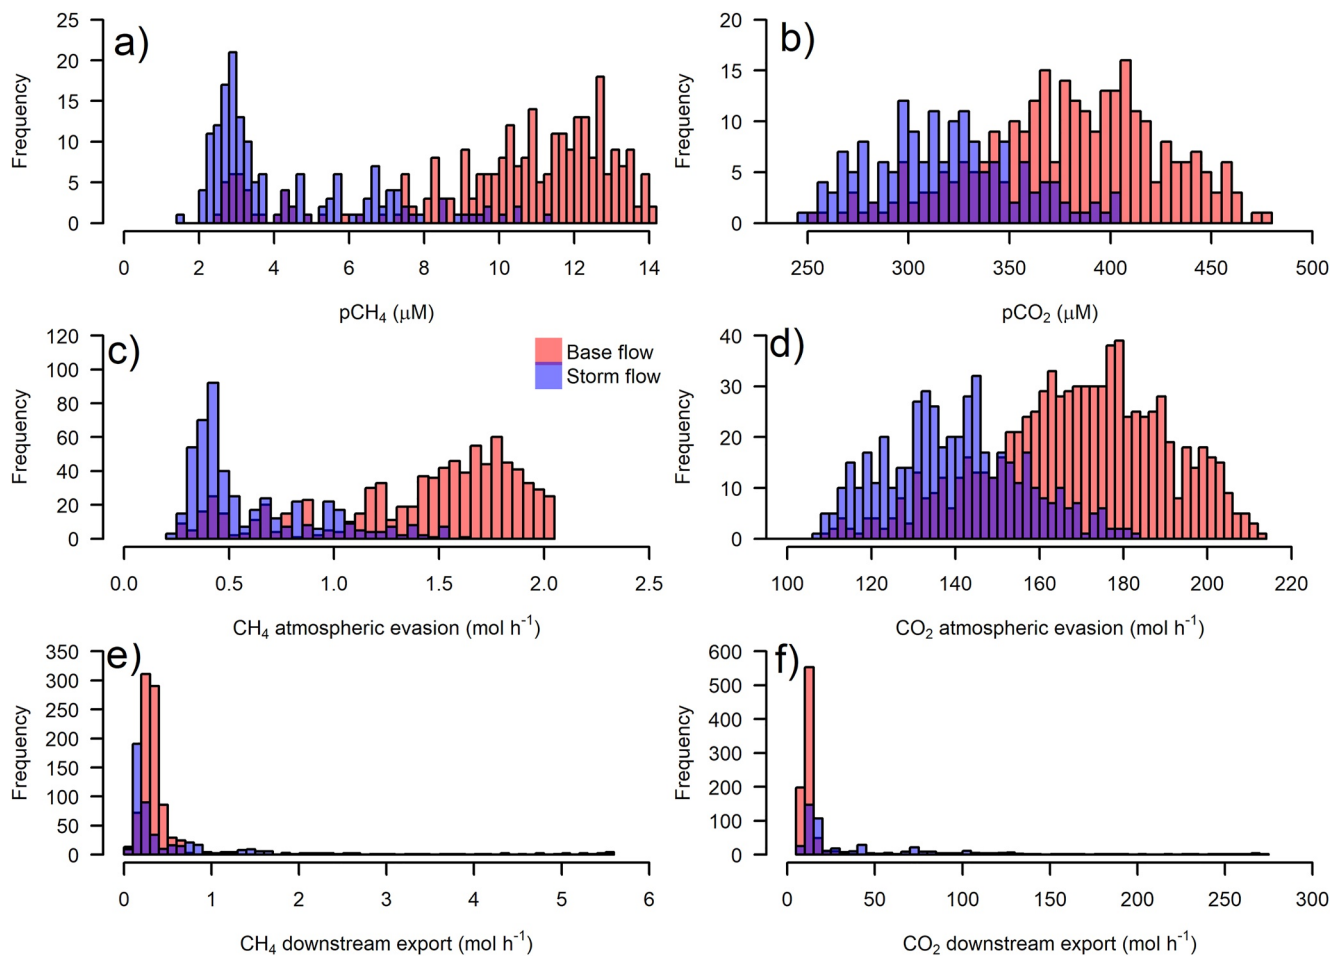 a)
Frequency
25
20
15
10
5
0
0 2 4 6 8 10 12 14
pCH₄ (μM)
b)
Frequency
20
15
10
5
0
250 300 350 400 450 500
pCO₂ (μM)
c)
Frequency
120
100
80
60
40
20
0
0.0 0.5 1.0 1.5 2.0 2.5
CH₄ atmospheric evasion (mol h⁻¹)
Base flow
Storm flow
d)
Frequency
40
30
20
10
0
100 120 140 160 180 200 220
CO₂ atmospheric evasion (mol h⁻¹)
e)
Frequency
350
300
250
200
150
100
50
0
0 1 2 3 4 5 6
CH₄ downstream export (mol h⁻¹)
f)
Frequency
600
500
400
300
200
100
0
0 50 100 150 200 250 300
CO₂ downstream export (mol h⁻¹)